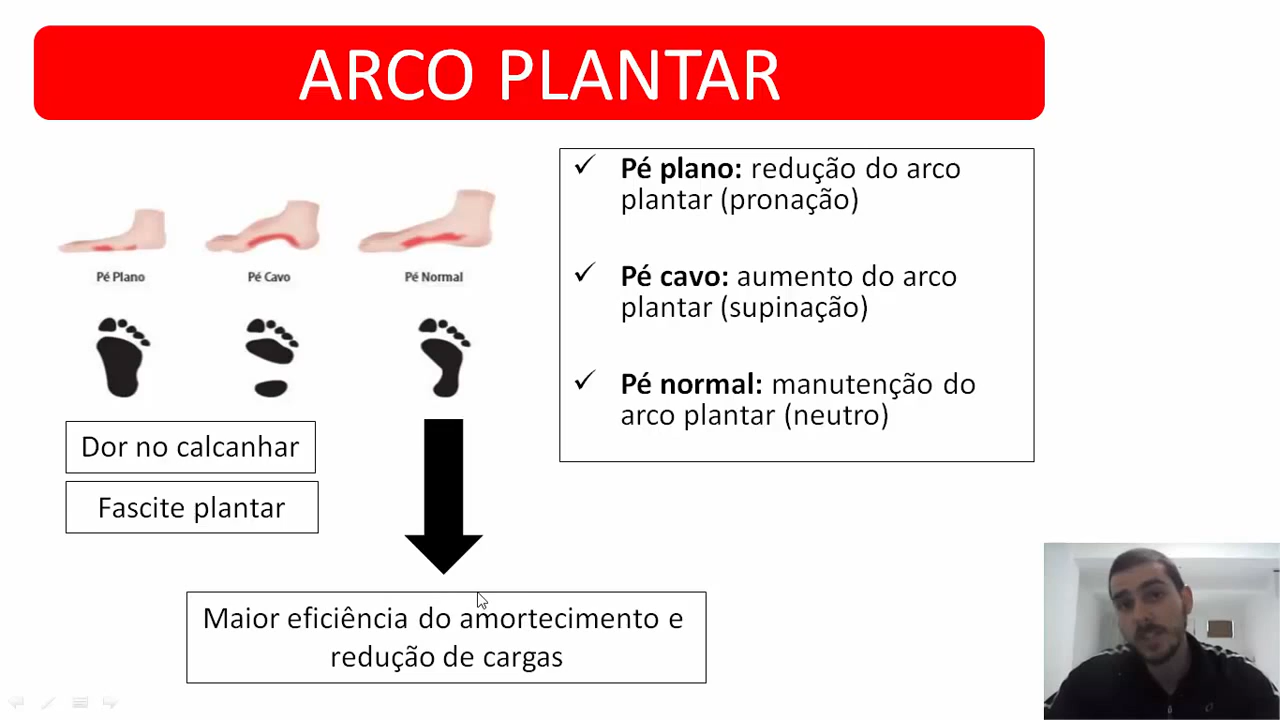 ARCO PLANTAR
Pé Plano
Pé Cavo
Pé Normal
Dor no calcanhar
Fascite plantar
Maior eficiência do amortecimento e
redução de cargas
✓ Pé plano: redução do arco
plantar (pronação)
✓ Pé cavo: aumento do arco
plantar (supinação)
✓ Pé normal: manutenção do
arco plantar (neutro)